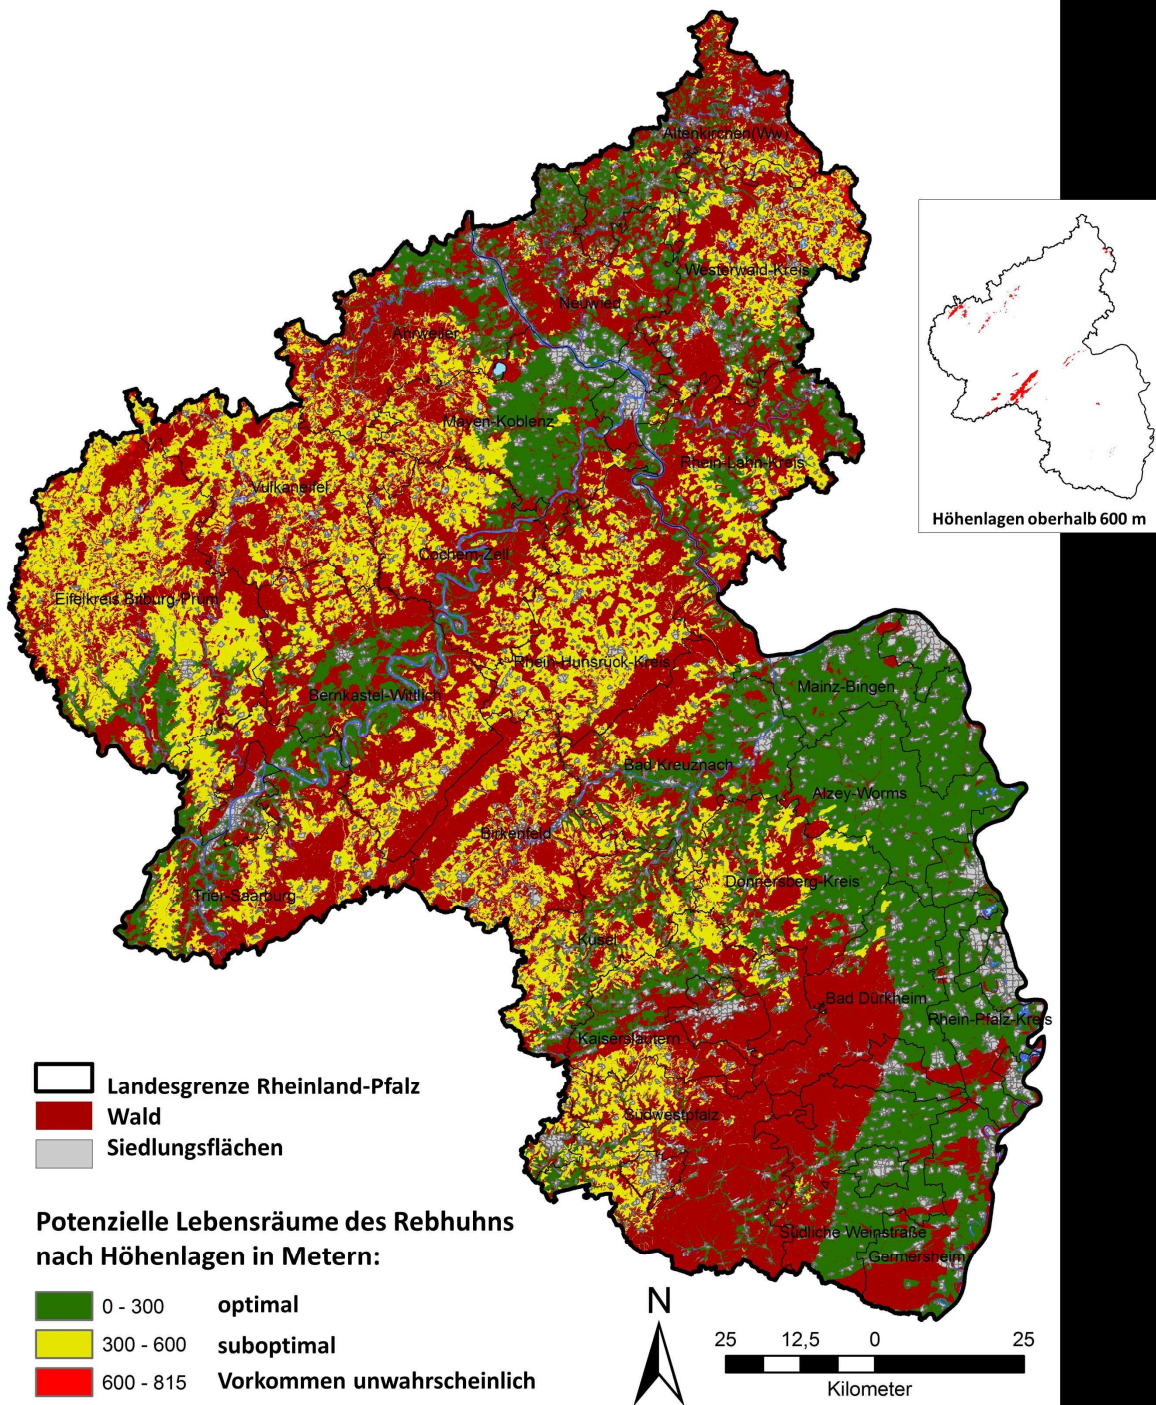 Altenkirchen(Ww)
Westerwald-Kreis
Neuwied
Ahrweiler
Mayen-Koblenz
Rhein-Lahn-Kreis
Vulkaneifel
Cochem-Zell
Eifelkreis Bitburg-Prüm
Rhein-Hunsrück-Kreis
Bernkastel-Wittlich
Mainz-Bingen
Bad Kreuznach
Alzey-Worms
Birkenfeld
Donnersberg-Kreis
Trier-Saarburg
Kusel
Bad Dürkheim
Rhein-Pfalz-Kreis
Kaiserslautern
Südwestpfalz
Südliche Weinstraße
Germersheim
Höhenlagen oberhalb 600 m
Landesgrenze Rheinland-Pfalz
Wald
Siedlungsflächen
Potenzielle Lebensräume des Rebhuhns
nach Höhenlagen in Metern:
0 - 300 optimal
300 - 600 suboptimal
600 - 815 Vorkommen unwahrscheinlich
N
25 12,5 0 25
Kilometer